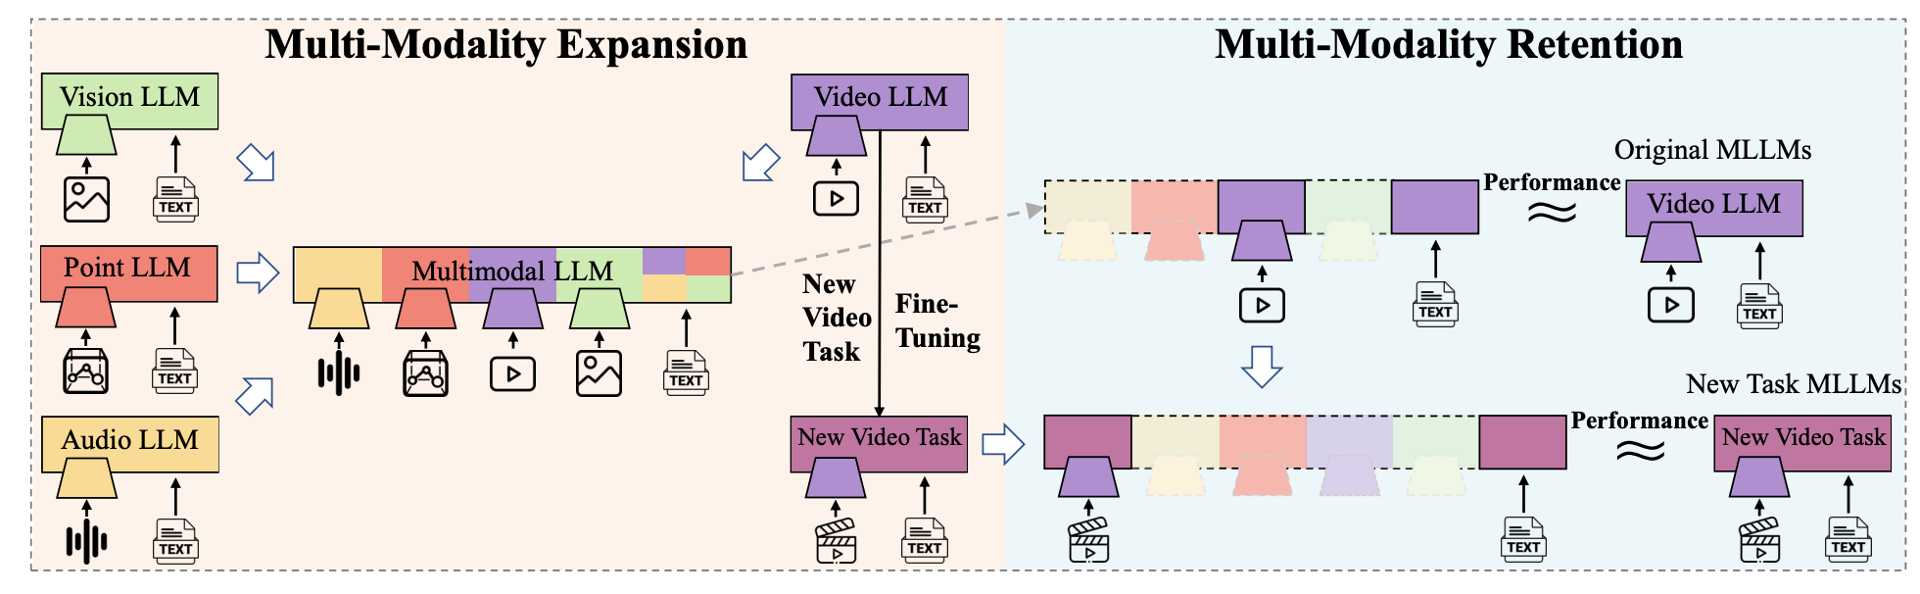 Multi-Modality Expansion
Vision LLM
TEXT
Point LLM
TEXT
Audio LLM
TEXT
Multimodal LLM
TEXT
Video LLM
TEXT
New
Video
Task
Fine-
Tuning
New Video Task
TEXT
Multi-Modality Retention
TEXT
Performance
Original MLLMs
Video LLM
TEXT
TEXT
Performance
New Task MLLMs
New Video Task
TEXT